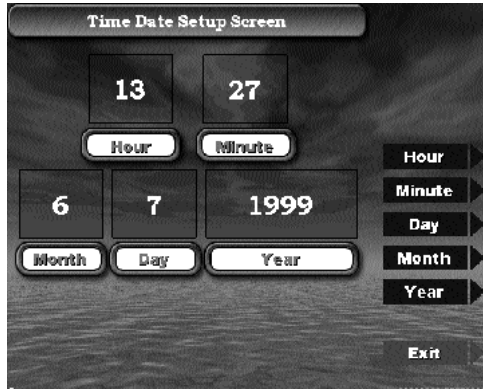 Time Date Setup Screen
13 27
Hour Minute
6 7 1999
Month Day Year
Hour
Minute
Day
Month
Year
Exit